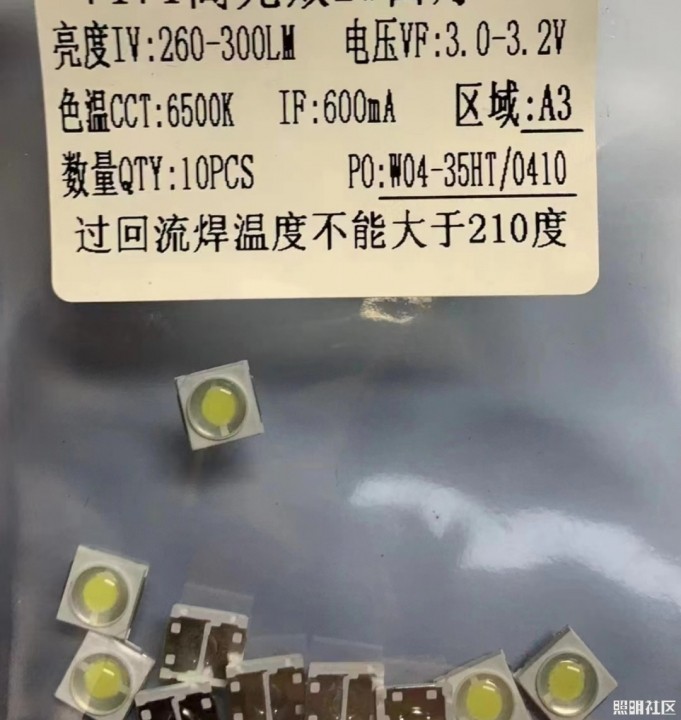 亮度IV:260-300LM 电压VF:3.0-3.2V
色温CCT:6500K IF:600mA 区域:A3
数量QTY:10PCS PO:W04-35HT/0410
过回流焊温度不能大于210度
照明社区